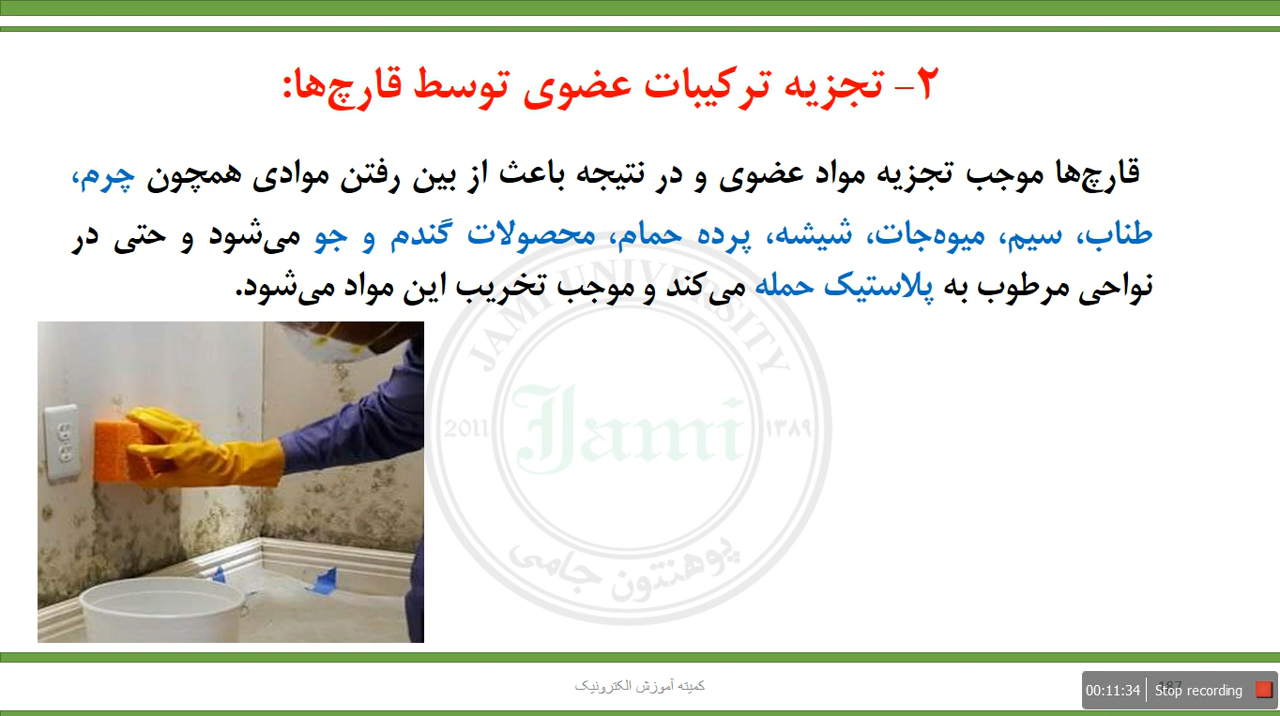 ۲- تجزیه ترکیبات عضوی توسط قارچ‌ها:
قارچ‌ها موجب تجزیه مواد عضوی و در نتیجه باعث از بین رفتن موادی همچون چرم،
طناب، سیم، میوه‌جات، شیشه، پرده حمام، محصولات گندم و جو می‌شود و حتی در
نواحی مرطوب به پلاستیک حمله می‌کند و موجب تخریب این مواد می‌شود.
JAMI UNIVERSITY
2011 Jami ۱۳۸۹
پوهنتون جامی
کمیته آموزش الکترونیک
187
00:11:34 Stop recording